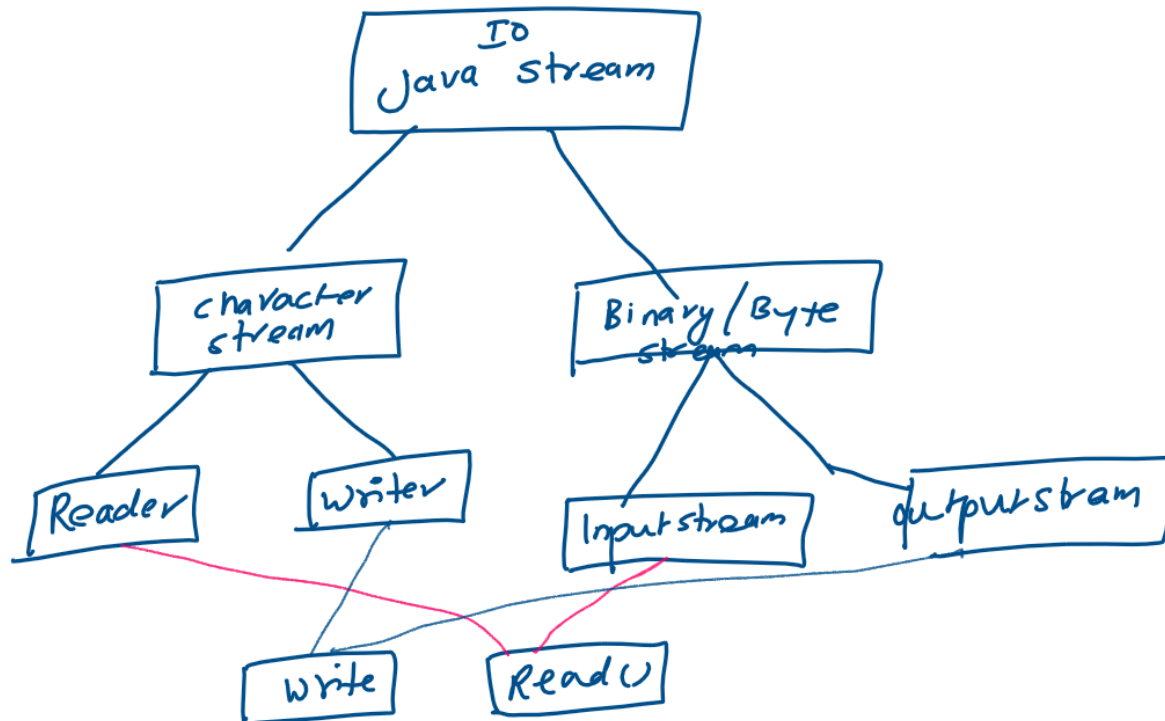 IO
Java stream
character
stream
Binary/Byte
stream
Reader
writer
Inputstream
outputstram
write
Read()